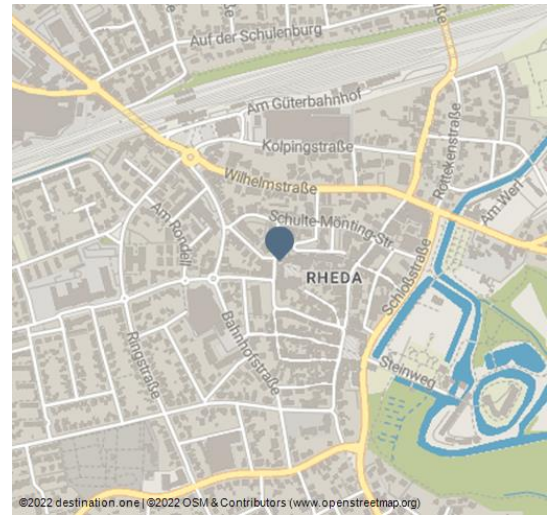 Auf der Schulenburg
Am Güterbahnhof
Kolpingstraße
Rottekenstraße
Wilhelmstraße
Am Werl
Schulte-Mönting-Str.
Am Rondell
RHEDA
Schloßstraße
Ringstraße
Bahnhofstraße
Steinweg
©2022 destination.one | ©2022 OSM & Contributors (www.openstreetmap.org)